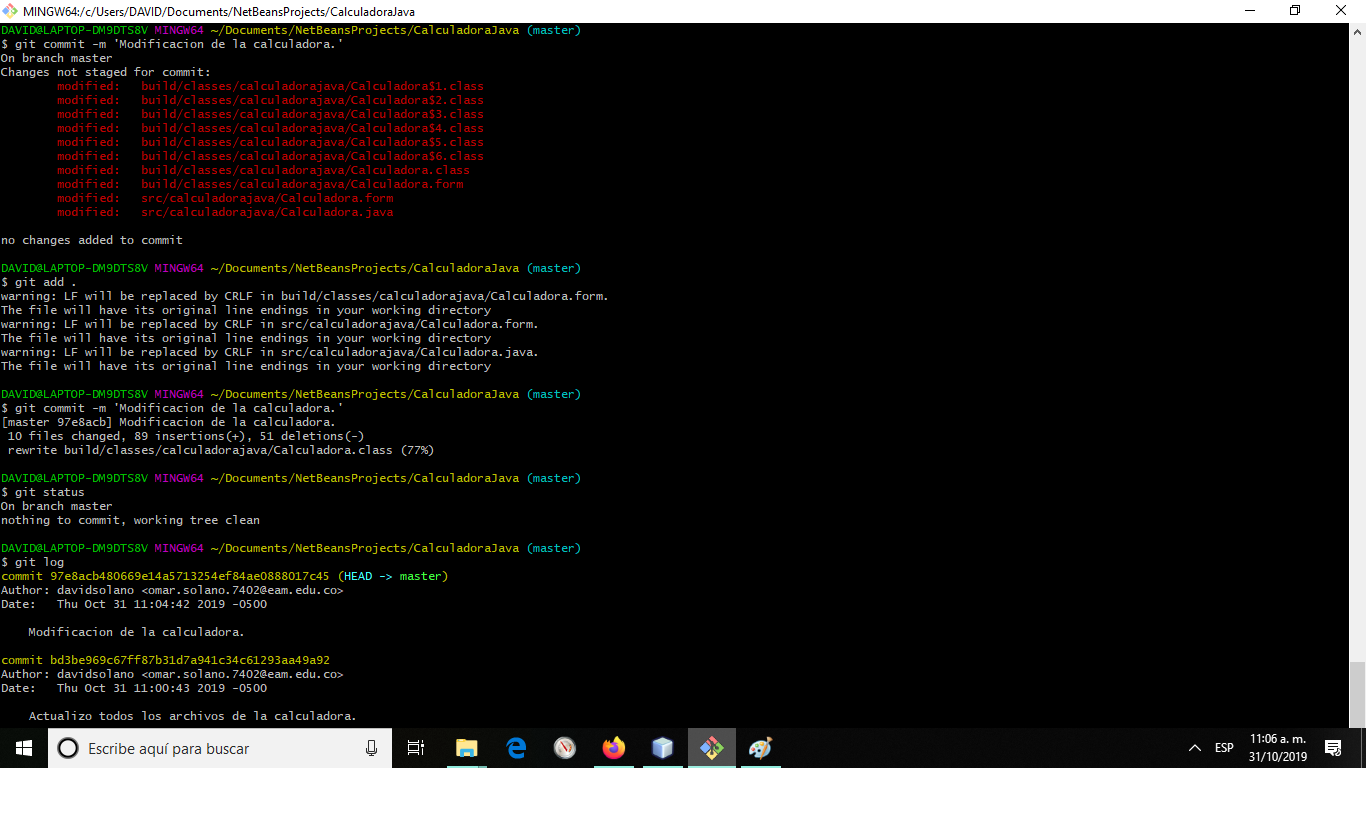 MINGW64:/c/Users/DAVID/Documents/NetBeansProjects/CalculadoraJava
DAVID@LAPTOP-DM9DTS8V MINGW64 ~/Documents/NetBeansProjects/CalculadoraJava (master)
$ git commit -m 'Modificacion de la calculadora.'
On branch master
Changes not staged for commit:
        modified:   build/classes/calculadorajava/Calculadora$1.class
        modified:   build/classes/calculadorajava/Calculadora$2.class
        modified:   build/classes/calculadorajava/Calculadora$3.class
        modified:   build/classes/calculadorajava/Calculadora$4.class
        modified:   build/classes/calculadorajava/Calculadora$5.class
        modified:   build/classes/calculadorajava/Calculadora$6.class
        modified:   build/classes/calculadorajava/Calculadora.class
        modified:   build/classes/calculadorajava/Calculadora.form
        modified:   src/calculadorajava/Calculadora.form
        modified:   src/calculadorajava/Calculadora.java
no changes added to commit
DAVID@LAPTOP-DM9DTS8V MINGW64 ~/Documents/NetBeansProjects/CalculadoraJava (master)
$ git add .
warning: LF will be replaced by CRLF in build/classes/calculadorajava/Calculadora.form.
The file will have its original line endings in your working directory
warning: LF will be replaced by CRLF in src/calculadorajava/Calculadora.form.
The file will have its original line endings in your working directory
warning: LF will be replaced by CRLF in src/calculadorajava/Calculadora.java.
The file will have its original line endings in your working directory
DAVID@LAPTOP-DM9DTS8V MINGW64 ~/Documents/NetBeansProjects/CalculadoraJava (master)
$ git commit -m 'Modificacion de la calculadora.'
[master 97e8acb] Modificacion de la calculadora.
 10 files changed, 89 insertions(+), 51 deletions(-)
 rewrite build/classes/calculadorajava/Calculadora.class (77%)
DAVID@LAPTOP-DM9DTS8V MINGW64 ~/Documents/NetBeansProjects/CalculadoraJava (master)
$ git status
On branch master
nothing to commit, working tree clean
DAVID@LAPTOP-DM9DTS8V MINGW64 ~/Documents/NetBeansProjects/CalculadoraJava (master)
$ git log
commit 97e8acb480669e14a5713254ef84ae0888017c45 (HEAD -> master)
Author: davidsolano <omar.solano.7402@eam.edu.co>
Date:   Thu Oct 31 11:04:42 2019 -0500
    Modificacion de la calculadora.
commit bd3be969c67ff87b31d7a941c34c61293aa49a92
Author: davidsolano <omar.solano.7402@eam.edu.co>
Date:   Thu Oct 31 11:00:43 2019 -0500
    Actualizo todos los archivos de la calculadora.
Escribe aquí para buscar
ESP
11:06 a. m.
31/10/2019